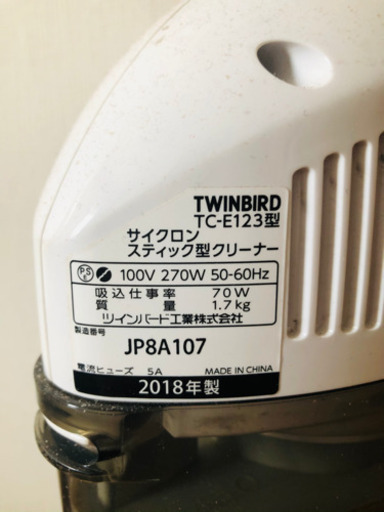 TWINBIRD
TC-E123型
サイクロン
スティック型クリーナー
PS E 100V 270W 50-60Hz
吸込仕事率 70W
質量 1.7kg
ツインバード工業株式会社
製造番号
JP8A107
電流ヒューズ 5A MADE IN CHINA
2018年製